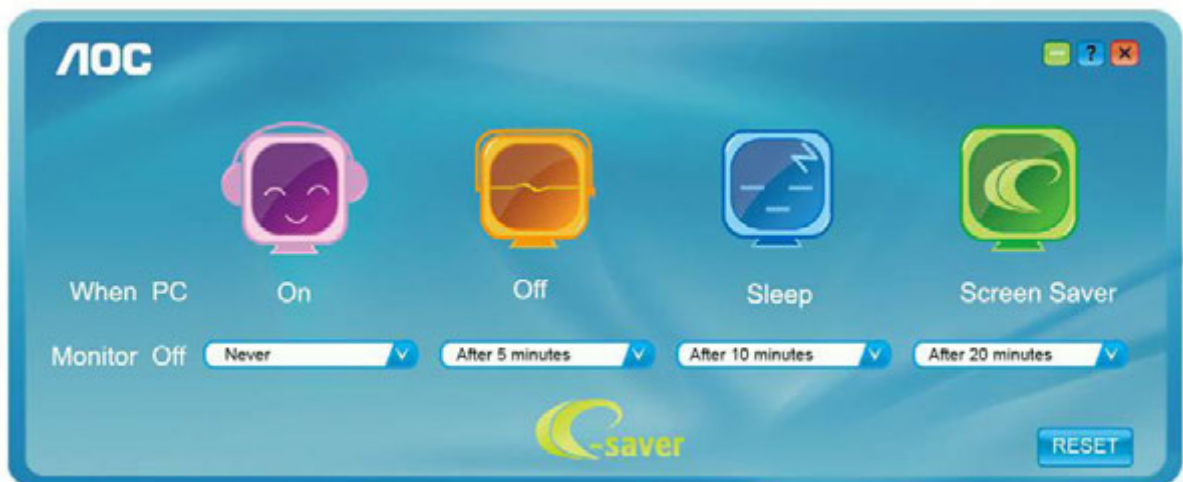 AOC
?
When PC On Off Sleep Screen Saver
Monitor Off Never After 5 minutes After 10 minutes After 20 minutes
e-saver
RESET